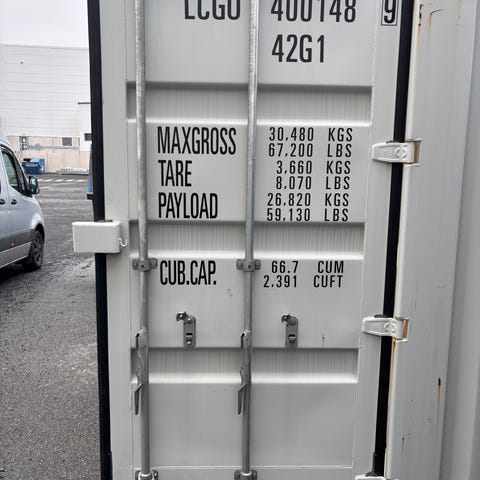 LCGU 400148 9
42G1
MAXGROSS 30.480 KGS
67.200 LBS
TARE 3.660 KGS
8.070 LBS
PAYLOAD 26.820 KGS
59.130 LBS
CUB.CAP. 66.7 CUM
2.391 CUFT